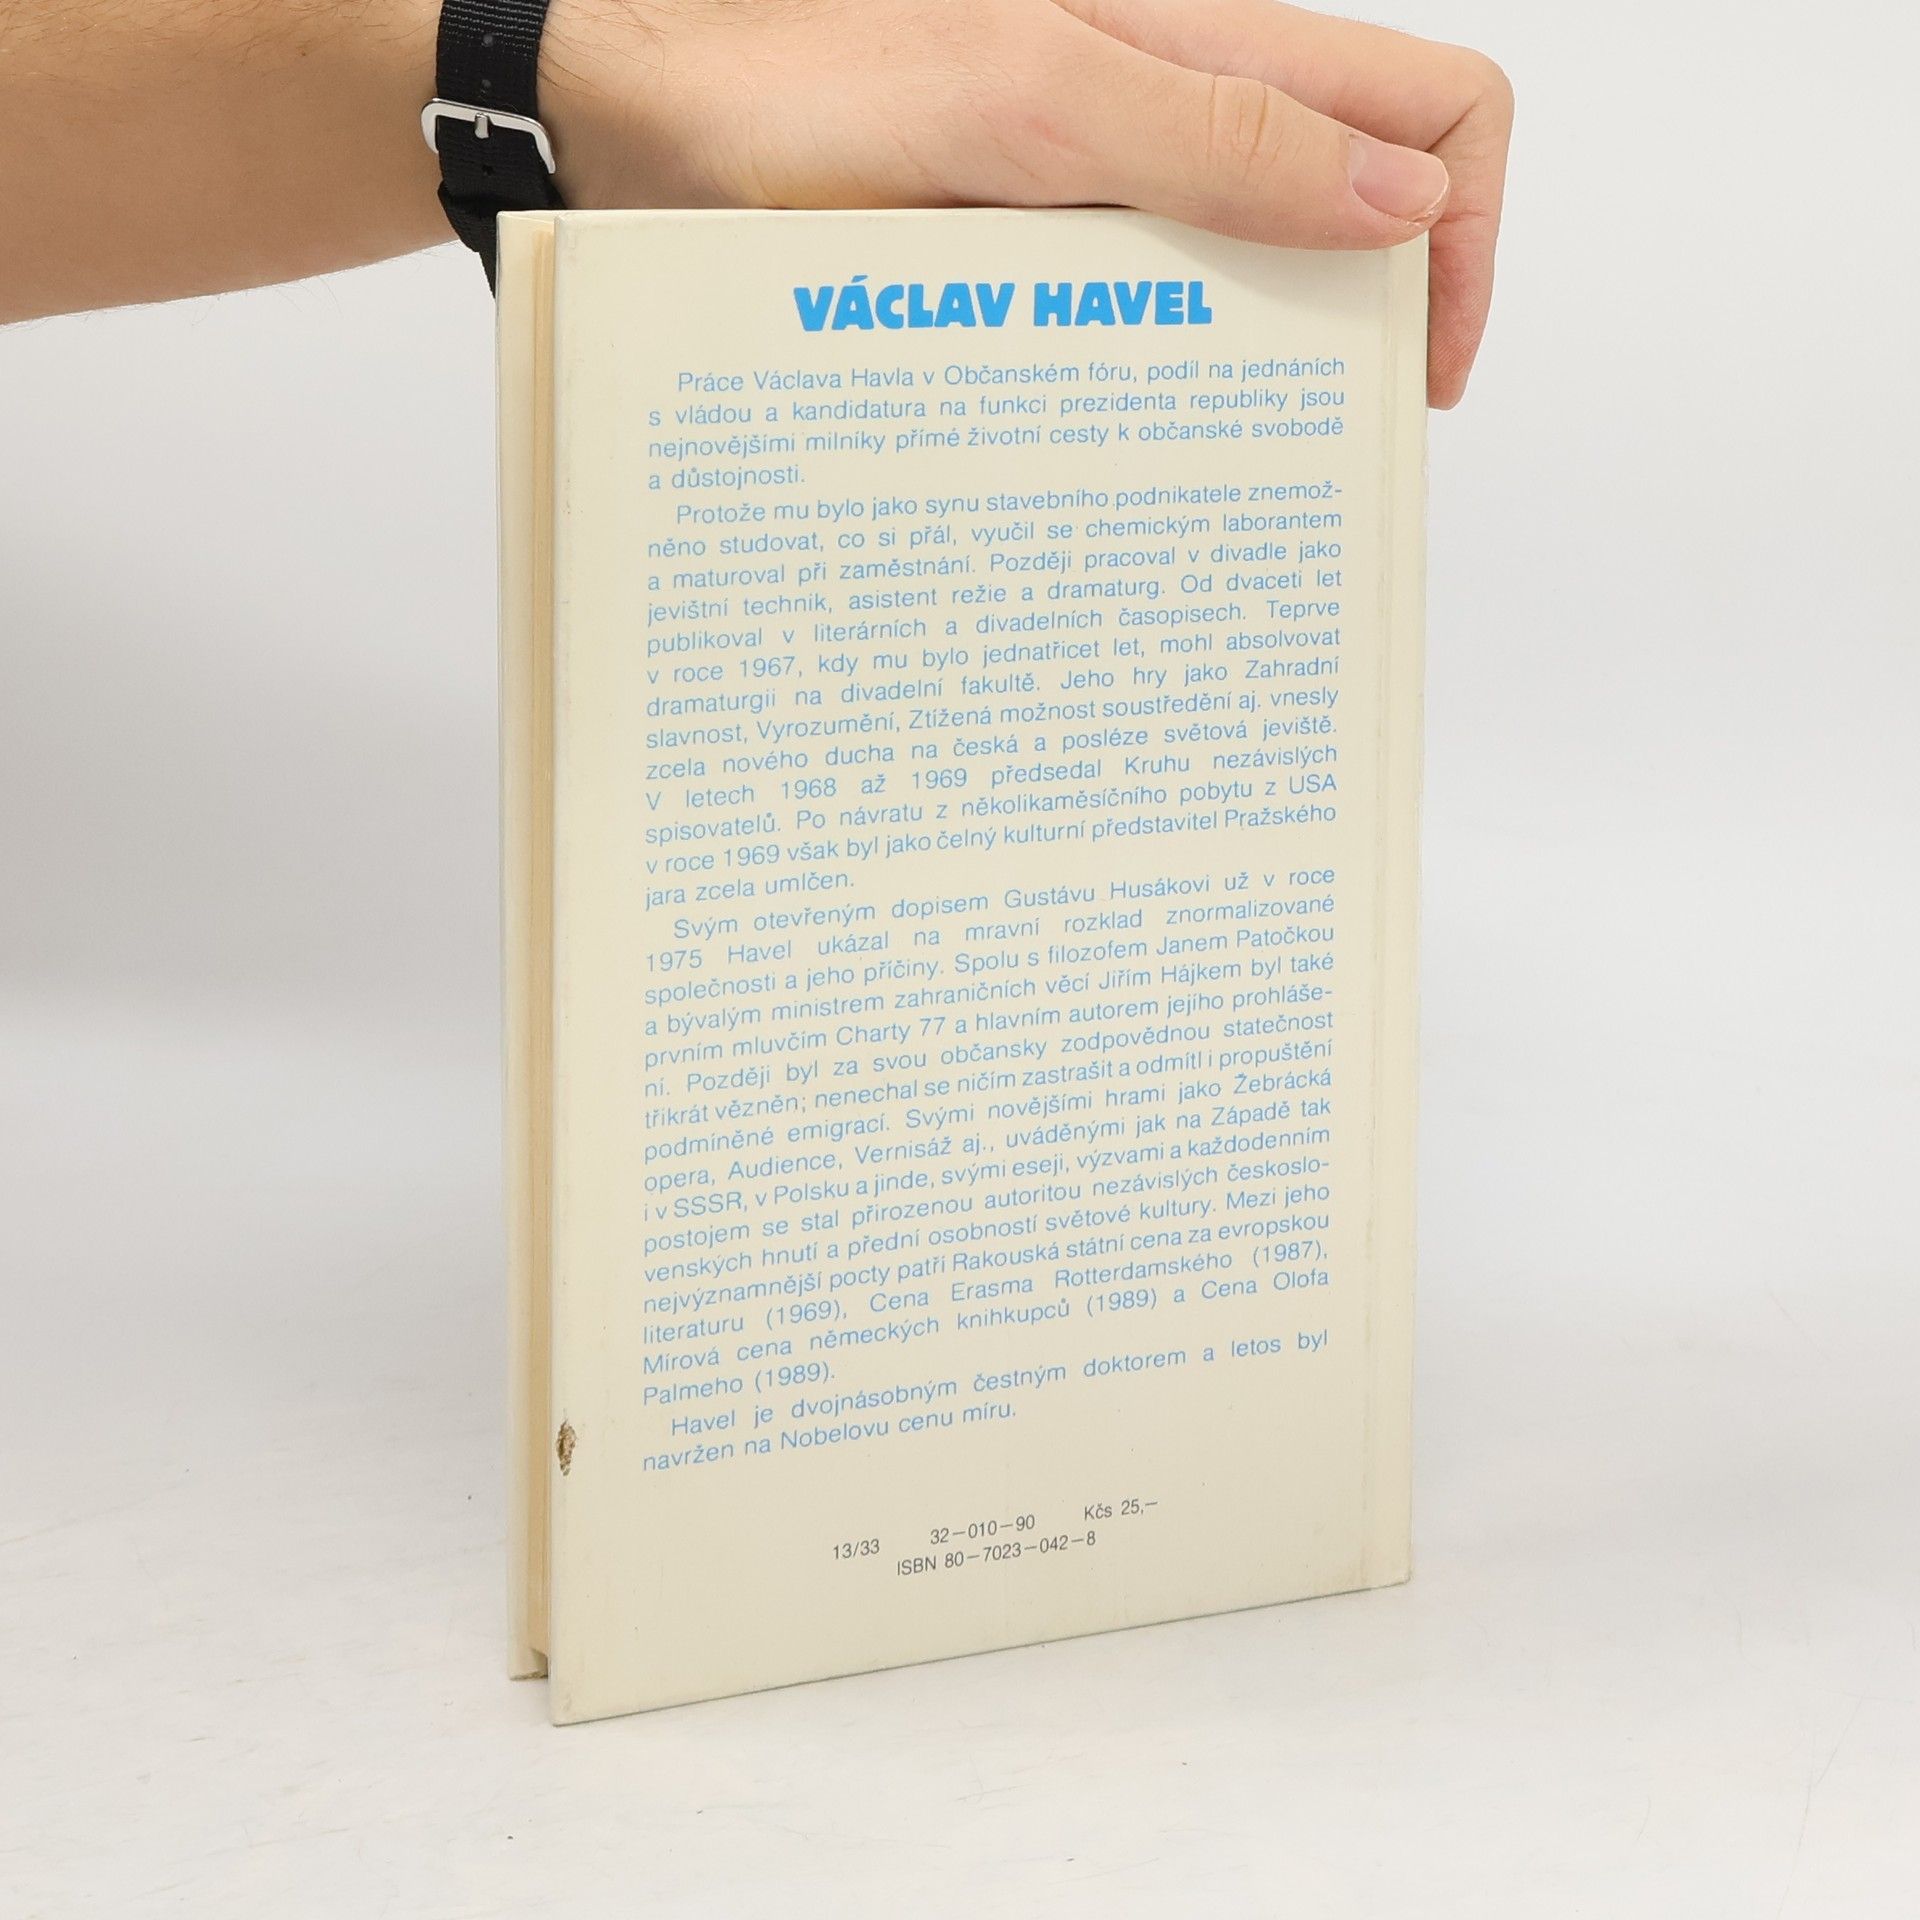 VÁCLAV HAVEL
Práce Václava Havla v Občanském fóru, podíl na jednáních
s vládou a kandidatura na funkci prezidenta republiky jsou
nejnovějšími milníky přímé životní cesty k občanské svobodě
a důstojnosti.
Protože mu bylo jako synu stavebního podnikatele znemož-
něno studovat, co si přál, vyučil se chemickým laborantem
a maturoval při zaměstnání. Později pracoval v divadle jako
jevištní technik, asistent režie a dramaturg. Od dvaceti let
publikoval v literárních a divadelních časopisech. Teprve
v roce 1967, kdy mu bylo jednatřicet let, mohl absolvovat
dramaturgii na divadelní fakultě. Jeho hry jako Zahradní
slavnost, Vyrozumění, Ztížená možnost soustředění aj. vnesly
zcela nového ducha na česká a posléze světová jeviště.
V letech 1968 až 1969 předsedal Kruhu nezávislých
spisovatelů. Po návratu z několikaměsíčního pobytu z USA
v roce 1969 však byl jako čelný kulturní představitel Pražského
jara zcela umlčen.
Svým otevřeným dopisem Gustávu Husákovi už v roce
1975 Havel ukázal na mravní rozklad znormalizované
společnosti a jeho příčiny. Spolu s filozofem Janem Patočkou
a bývalým ministrem zahraničních věcí Jiřím Hájkem byl také
prvním mluvčím Charty 77 a hlavním autorem jejího prohláše-
ní. Později byl za svou občansky zodpovědnou statečnost
třikrát vězněn; nenechal se ničím zastrašit a odmítl i propuštění
podmíněné emigrací. Svými novějšími hrami jako Žebrácká
opera, Audience, Vernisáž aj., uváděnými jak na Západě tak
i v SSSR, v Polsku a jinde, svými eseji, výzvami a každodenním
postojem se stal přirozenou autoritou nezávislých českoslo-
venských hnutí a přední osobností světové kultury. Mezi jeho
nejvýznamnější pocty patří Rakouská státní cena za evropskou
literaturu (1969), Cena Erasma Rotterdamského (1987),
Mírová cena německých knihkupců (1989) a Cena Olofa
Palmeho (1989).
Havel je dvojnásobným čestným doktorem a letos byl
navržen na Nobelovu cenu míru.
13/33 32—010—90 Kčs 25,—
ISBN 80—7023—042—8